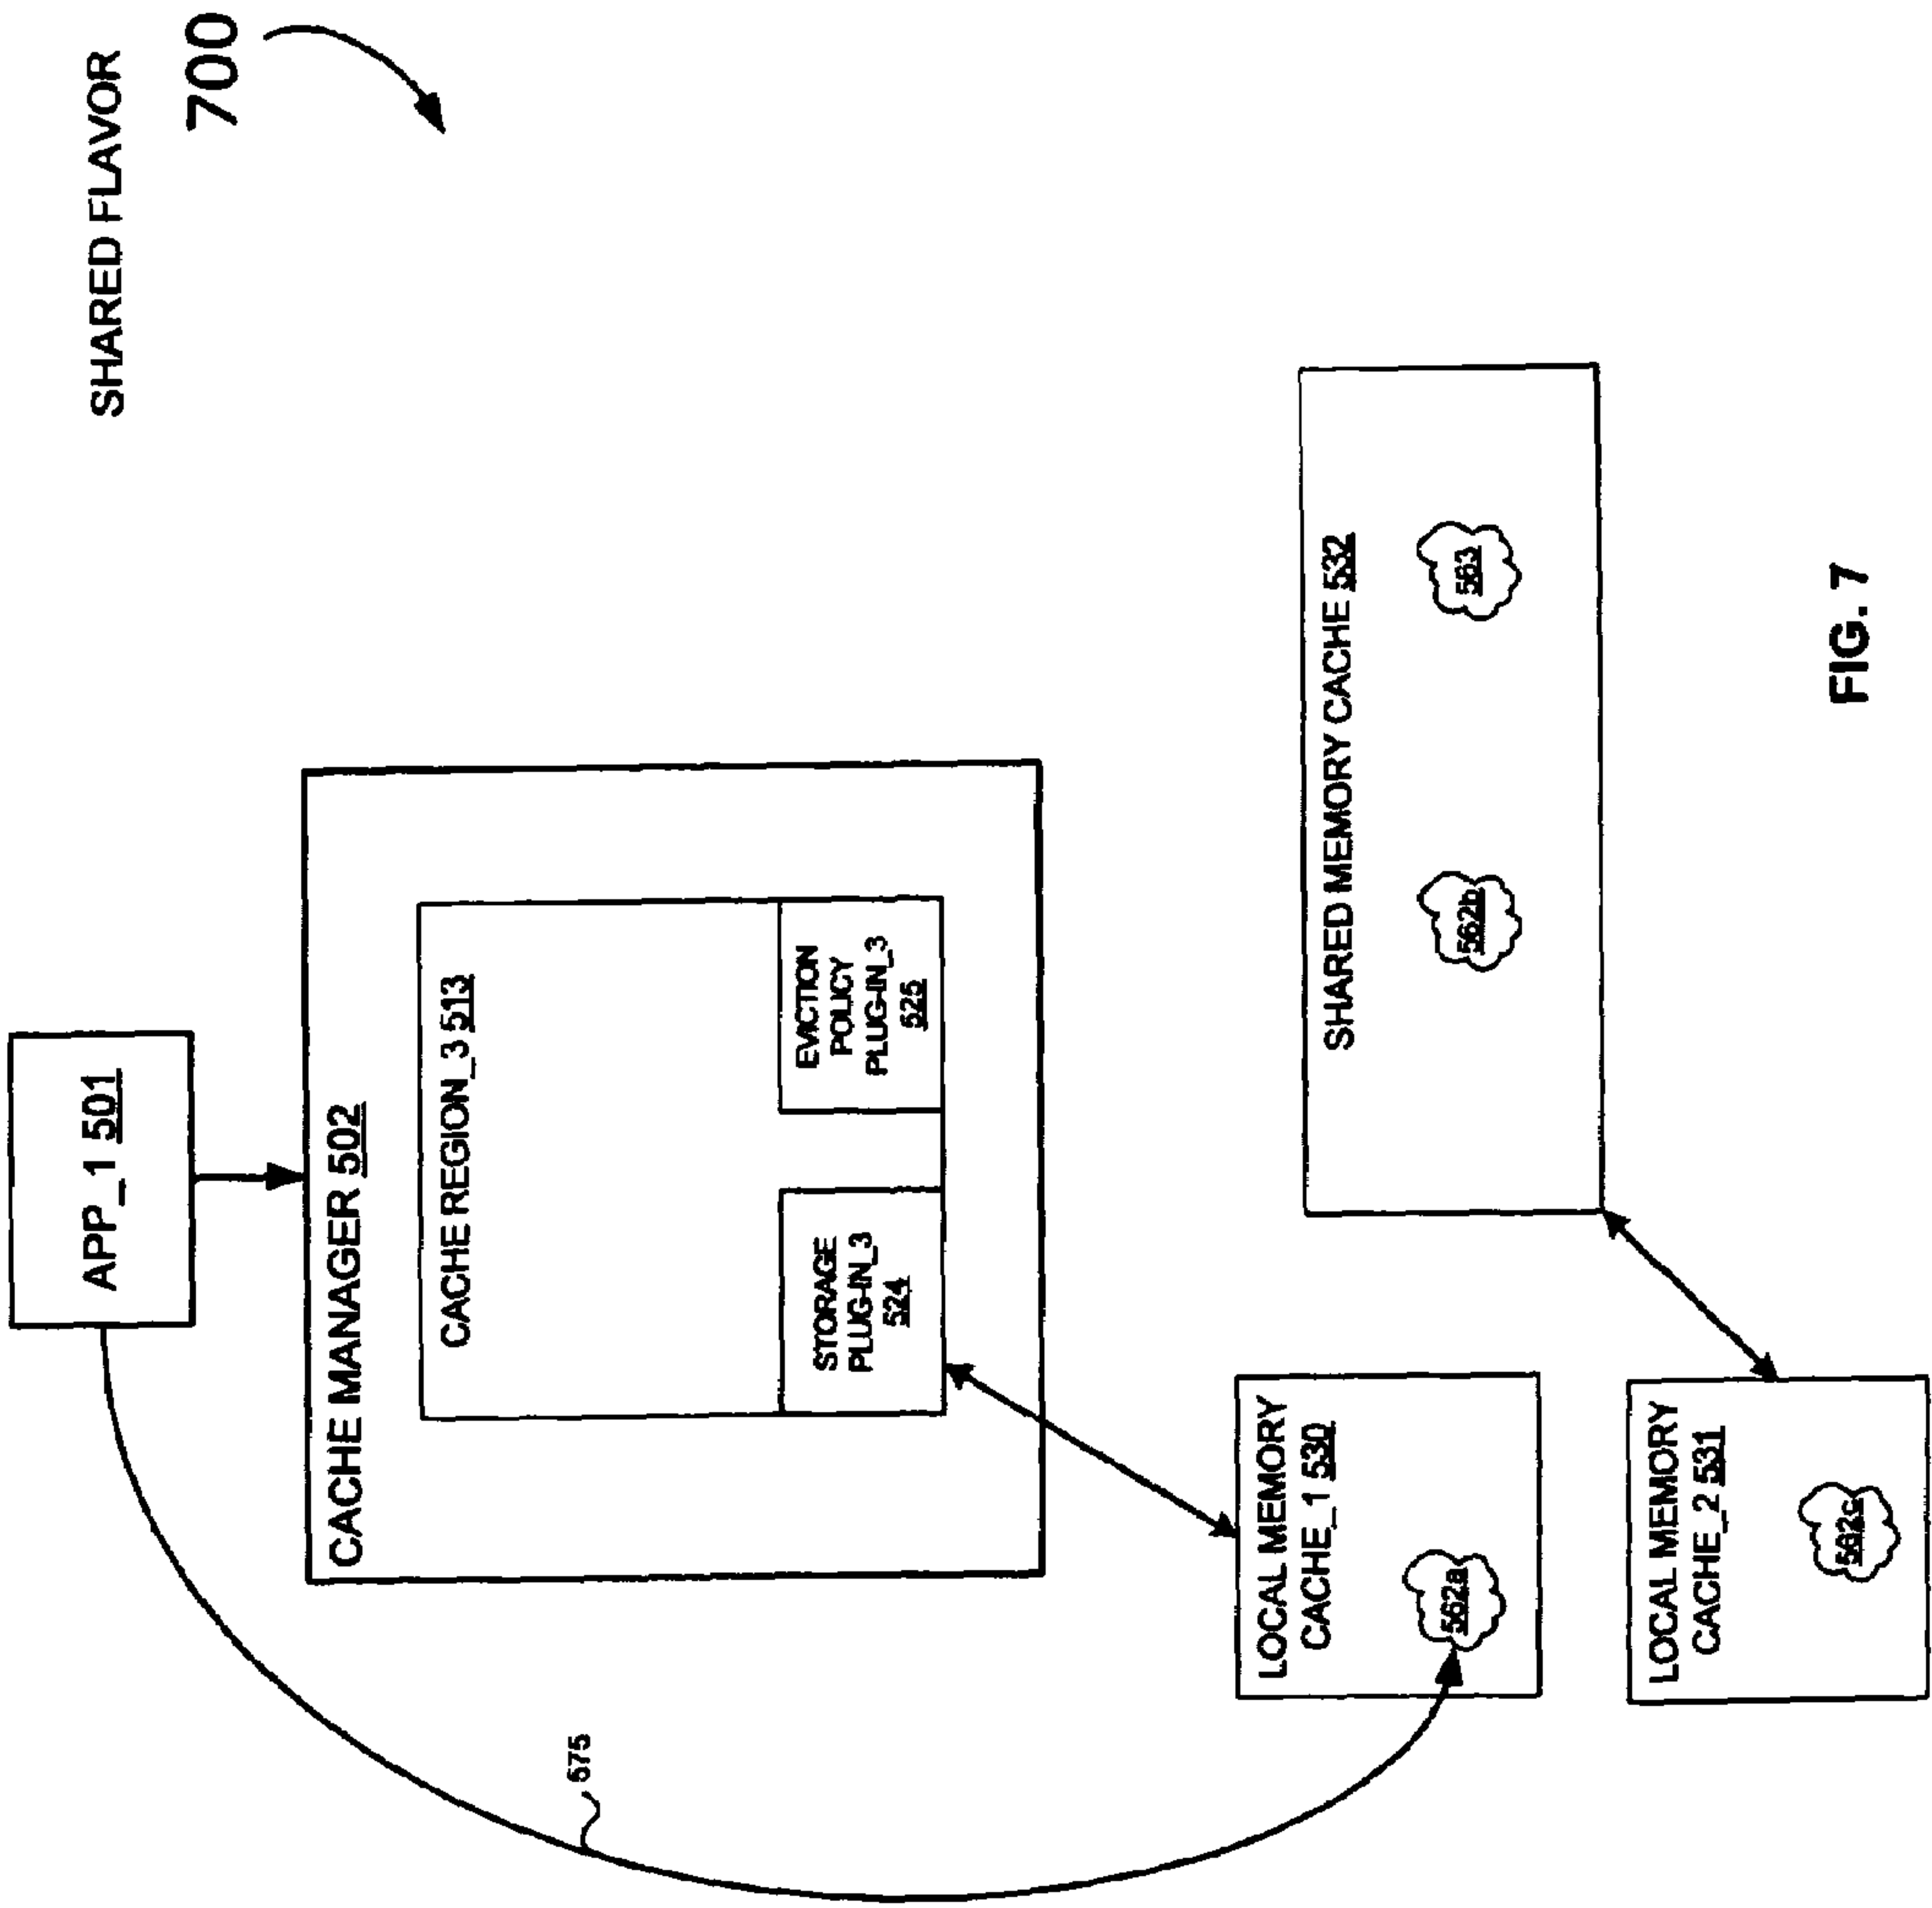 SHARED FLAVOR
700
APP_1 501
CACHE MANAGER 502
CACHE REGION_3 513
STORAGE
PLUG-IN_3
524
EVICTION
POLICY
PLUG-IN_3
525
675
LOCAL MEMORY
CACHE_1 530
562a
SHARED MEMORY CACHE 532
562b
563
LOCAL MEMORY
CACHE_2 531
562c
FIG. 7